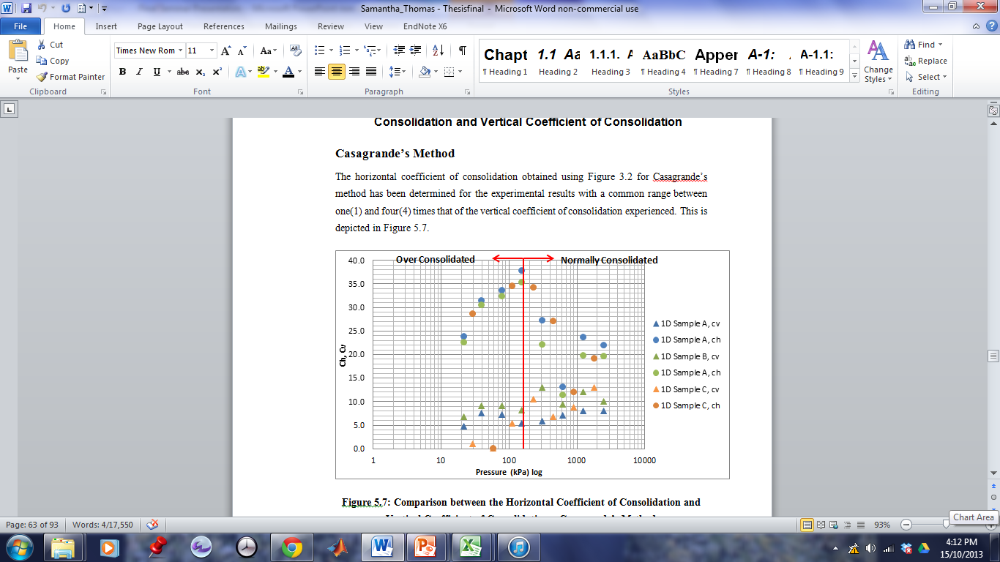 Samantha_Thomas - Thesisfinal - Microsoft Word non-commercial use
File Home Insert Page Layout References Mailings Review View EndNote X6
Paste
Cut
Copy
Format Painter
Clipboard
Times New Rom 11
Font
Paragraph
Chapt 1.1 Aa 1.1.1. A AaBbC Apper A-1: A-1.1:
¶ Heading 1 Heading 2 Heading 3 ¶ Heading 4 ¶ Heading 7 ¶ Heading 8 ¶ Heading 9
Styles
Change Styles
Find
Replace
Select
Editing
Consolidation and Vertical Coefficient of Consolidation
Casagrande's Method
The horizontal coefficient of consolidation obtained using Figure 3.2 for Casagrande's
method has been determined for the experimental results with a common range between
one(1) and four(4) times that of the vertical coefficient of consolidation experienced. This is
depicted in Figure 5.7.
Over Consolidated Normally Consolidated
40.0
35.0
30.0
25.0
20.0
15.0
10.0
5.0
0.0
Ch, Cv
1 10 100 1000 10000
Pressure (kPa) log
1D Sample A, cv
1D Sample A, ch
1D Sample B, cv
1D Sample A, ch
1D Sample C, cv
1D Sample C, ch
Figure 5.7: Comparison between the Horizontal Coefficient of Consolidation and
Chart Area
Page: 63 of 93 Words: 4/17,550 93%
4:12 PM
15/10/2013